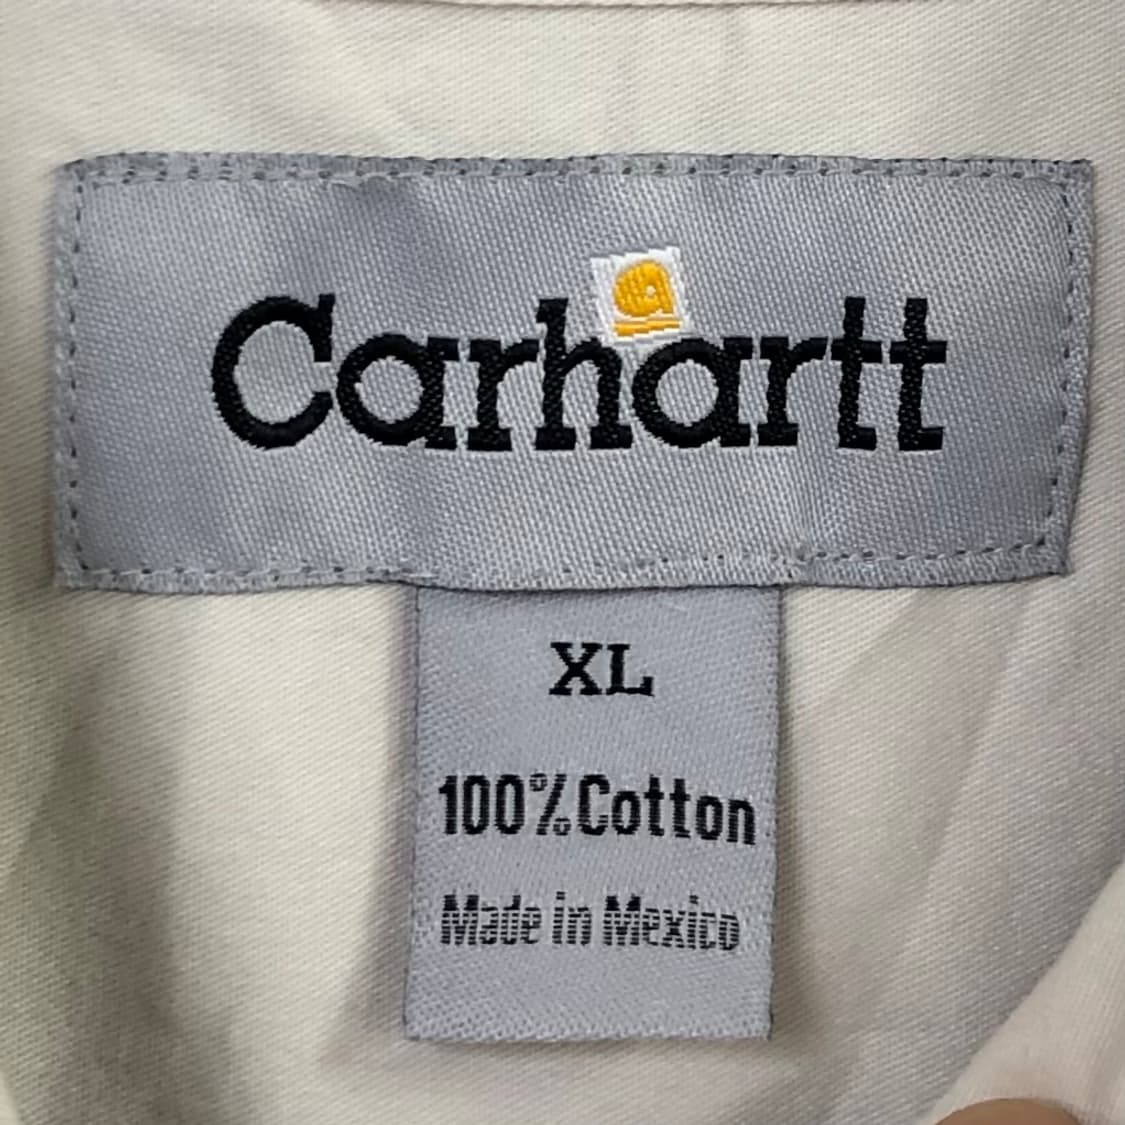 Carhartt
XL
100% Cotton
Made in Mexico